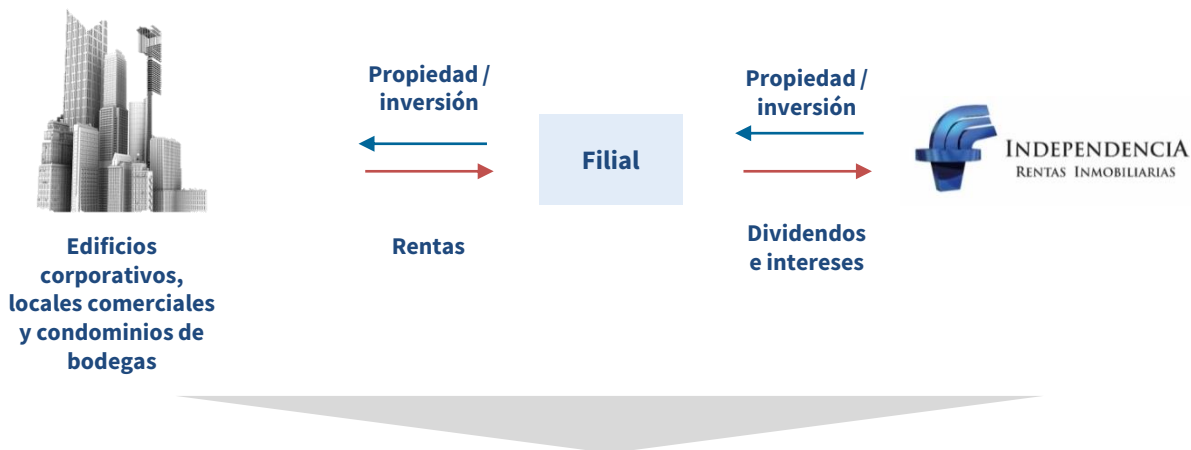 Propiedad /
inversión
Propiedad /
inversión
Filial
INDEPENDENCIA
RENTAS INMOBILIARIAS
Edificios
corporativos,
locales comerciales
y condominios de
bodegas
Rentas
Dividendos
e intereses